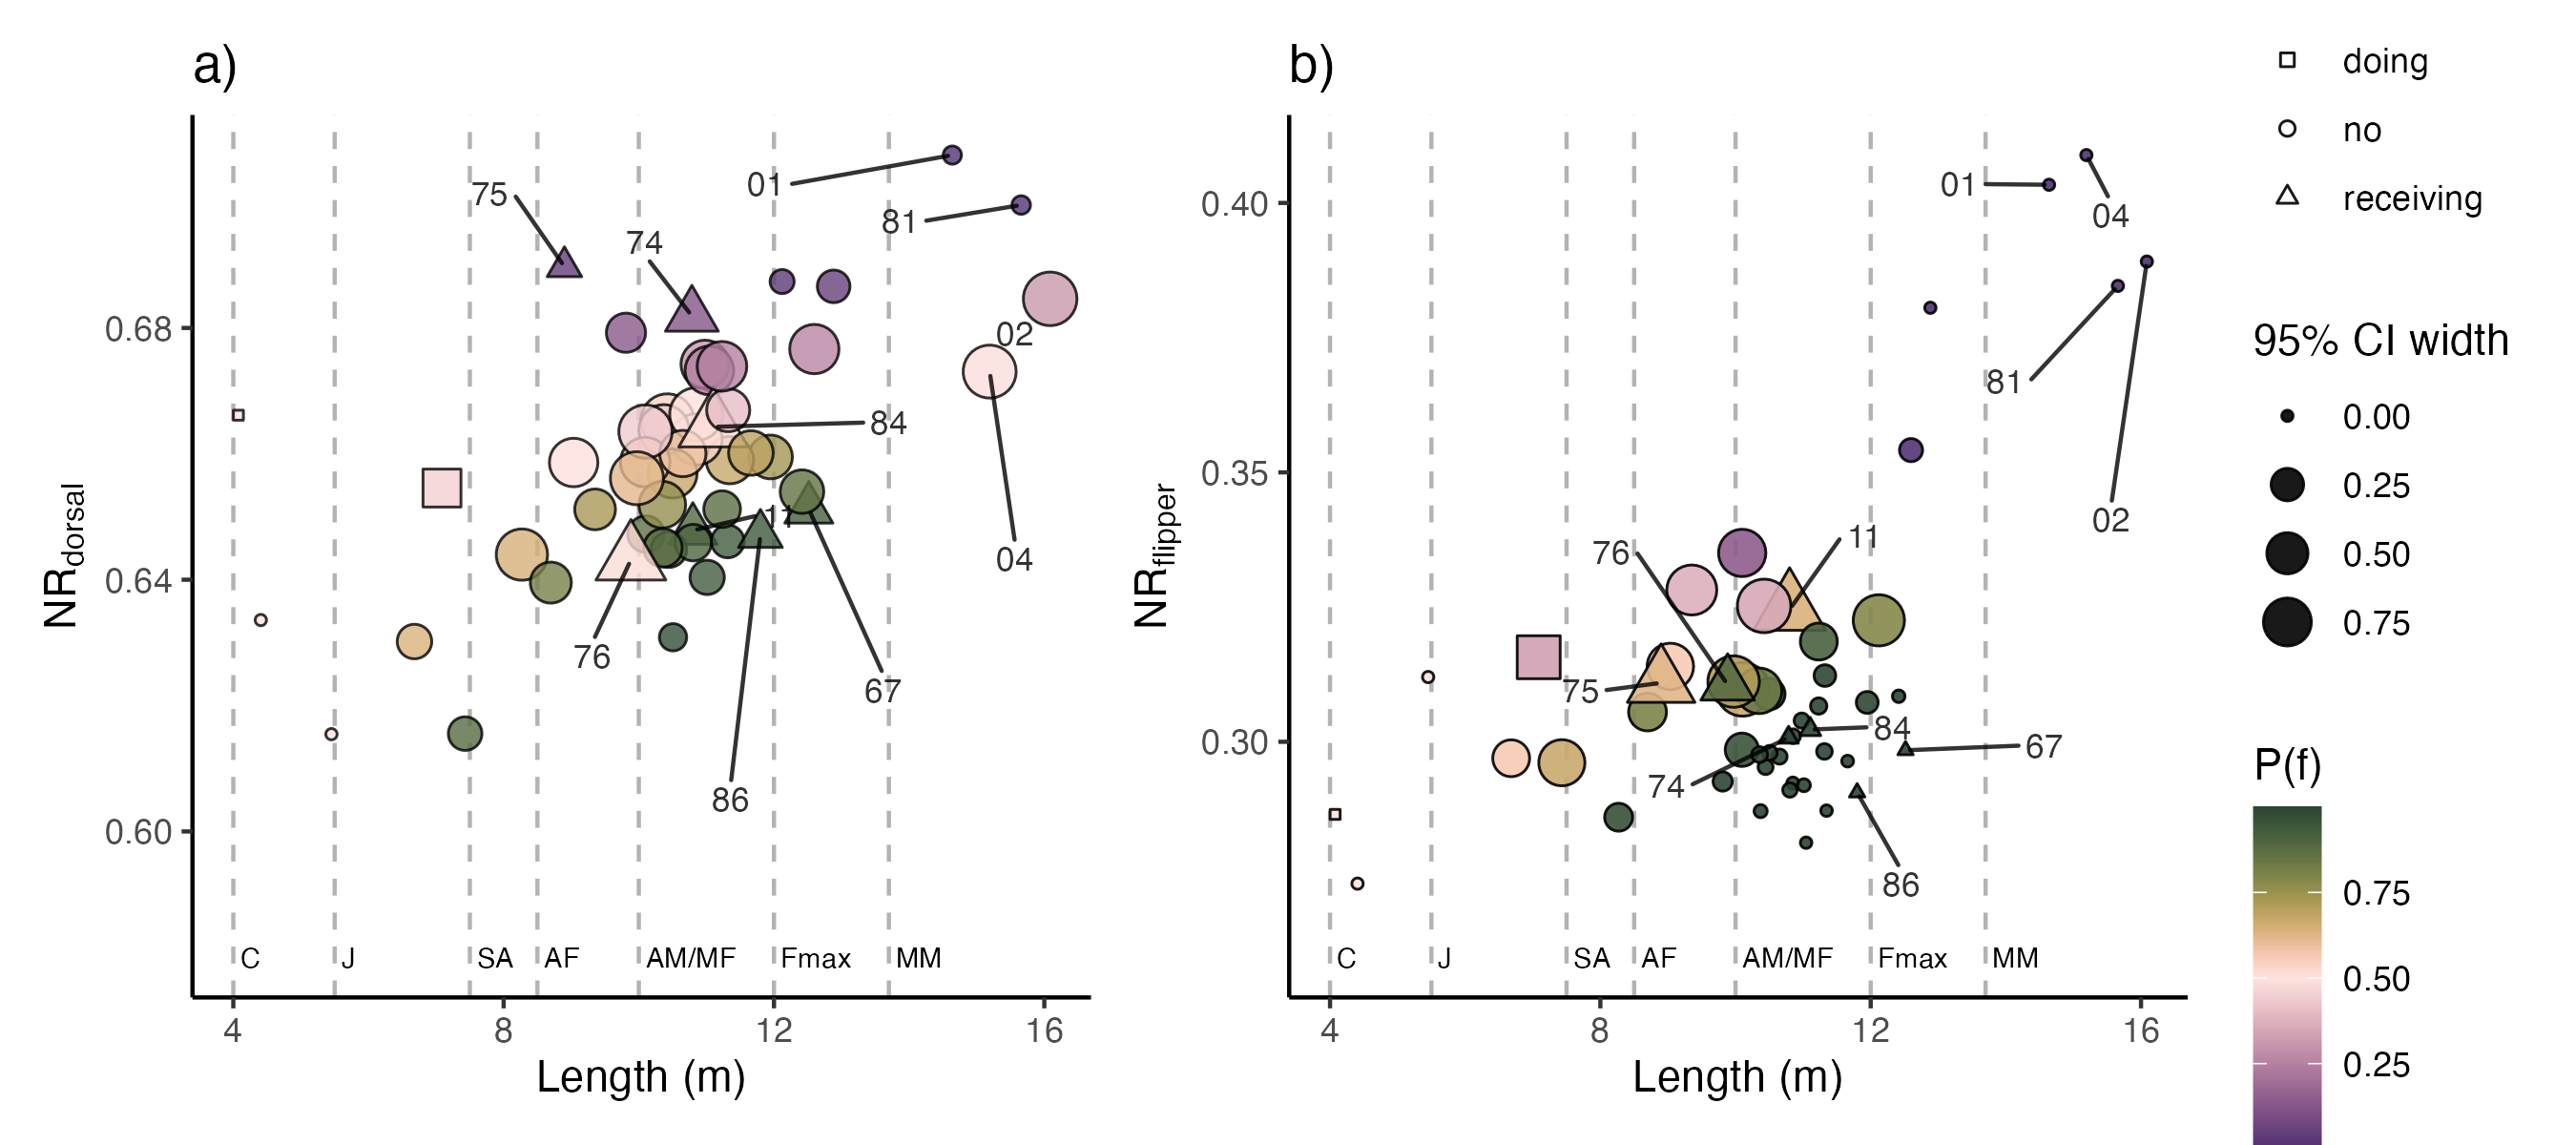 a)
NRdorsal
0.68
0.64
0.60
75
74
01
81
02
84
11
04
76
67
86
C
J
SA
AF
AM/MF
Fmax
MM
4
8
12
16
Length (m)
b)
NRflipper
0.40
0.35
0.30
01
04
81
02
76
11
75
84
67
74
86
C
J
SA
AF
AM/MF
Fmax
MM
4
8
12
16
Length (m)
doing
no
receiving
95% CI width
0.00
0.25
0.50
0.75
P(f)
0.75
0.50
0.25